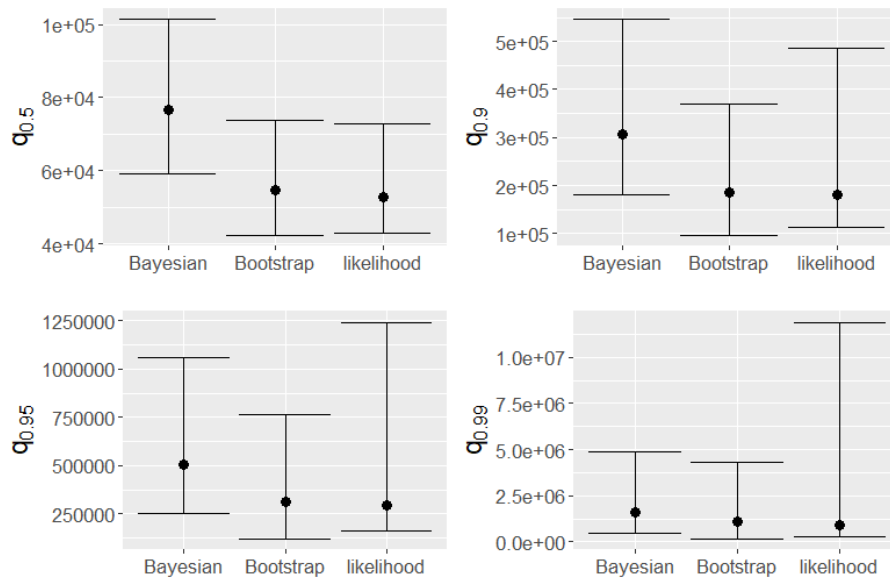 q0.5
1e+05
8e+04
6e+04
4e+04
Bayesian Bootstrap likelihood
q0.9
5e+05
4e+05
3e+05
2e+05
1e+05
Bayesian Bootstrap likelihood
q0.95
1250000
1000000
750000
500000
250000
Bayesian Bootstrap likelihood
q0.99
1.0e+07
7.5e+06
5.0e+06
2.5e+06
0.0e+00
Bayesian Bootstrap likelihood